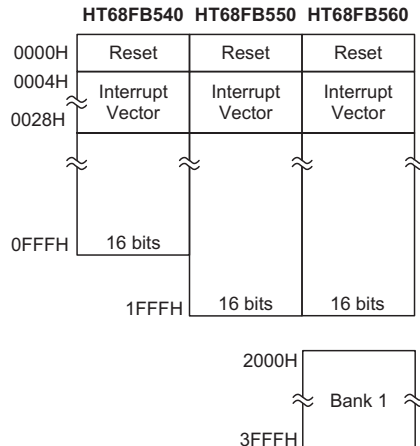 HT68FB540 HT68FB550 HT68FB560
0000H Reset Reset Reset
0004H
Interrupt Vector Interrupt Vector Interrupt Vector
0028H
0FFFH 16 bits
1FFFH 16 bits 16 bits
2000H
Bank 1
3FFFH